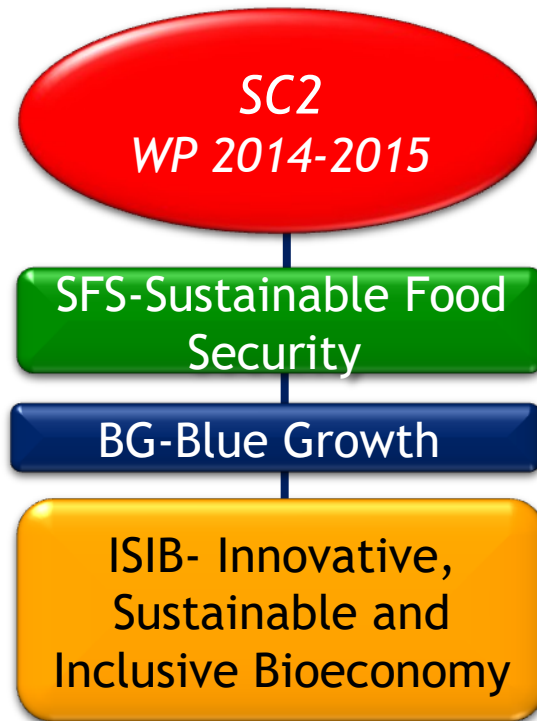 SC2
WP 2014-2015
SFS-Sustainable Food
Security
BG-Blue Growth
ISIB- Innovative,
Sustainable and
Inclusive Bioeconomy